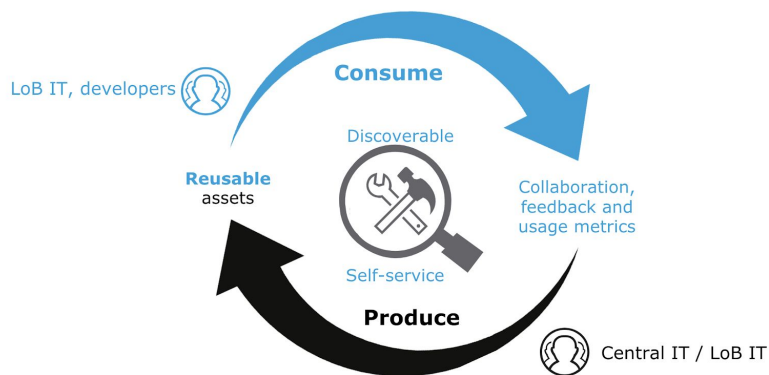 Consume
LoB IT, developers
Discoverable
Reusable
assets
Collaboration,
feedback and
usage metrics
Self-service
Produce
Central IT / LoB IT